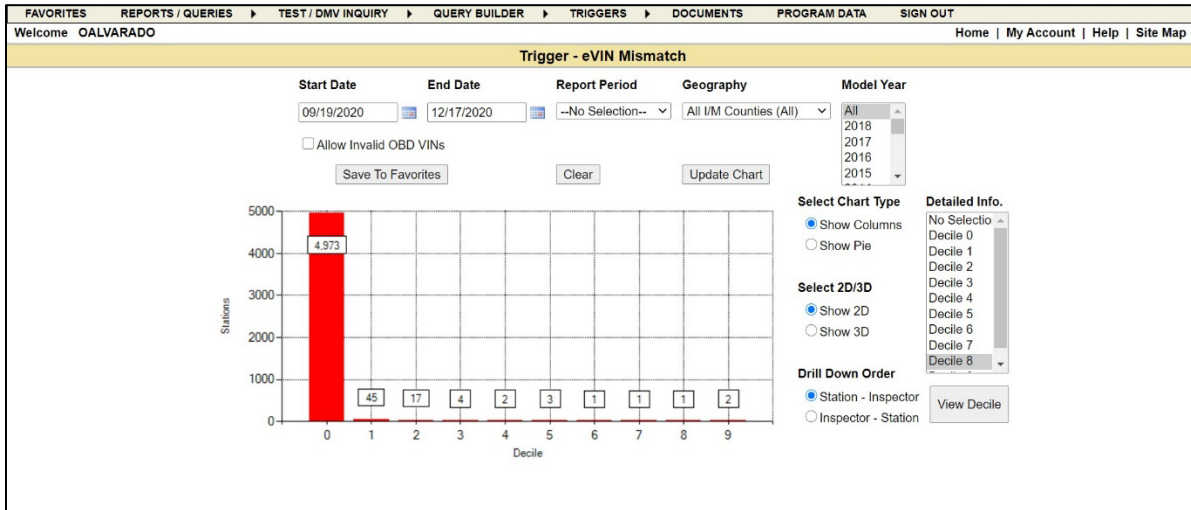 FAVORITES REPORTS / QUERIES TEST / DMV INQUIRY QUERY BUILDER TRIGGERS DOCUMENTS PROGRAM DATA SIGN OUT
Welcome OALVARADO Home | My Account | Help | Site Map
Trigger - eVIN Mismatch
Start Date End Date Report Period Geography Model Year
09/19/2020 12/17/2020 --No Selection-- All I/M Counties (All) All
2018
2017
2016
2015
Allow Invalid OBD VINs
Save To Favorites Clear Update Chart
Select Chart Type Detailed Info.
Show Columns
Show Pie
No Selectio
Decile 0
Decile 1
Decile 2
Decile 3
Decile 4
Decile 5
Decile 6
Decile 7
Decile 8
Select 2D/3D
Show 2D
Show 3D
Drill Down Order
Station - Inspector
Inspector - Station
View Decile
5000
4000
3000
2000
1000
0
Stations
4,973 45 17 4 2 3 1 1 1 2
0 1 2 3 4 5 6 7 8 9
Decile